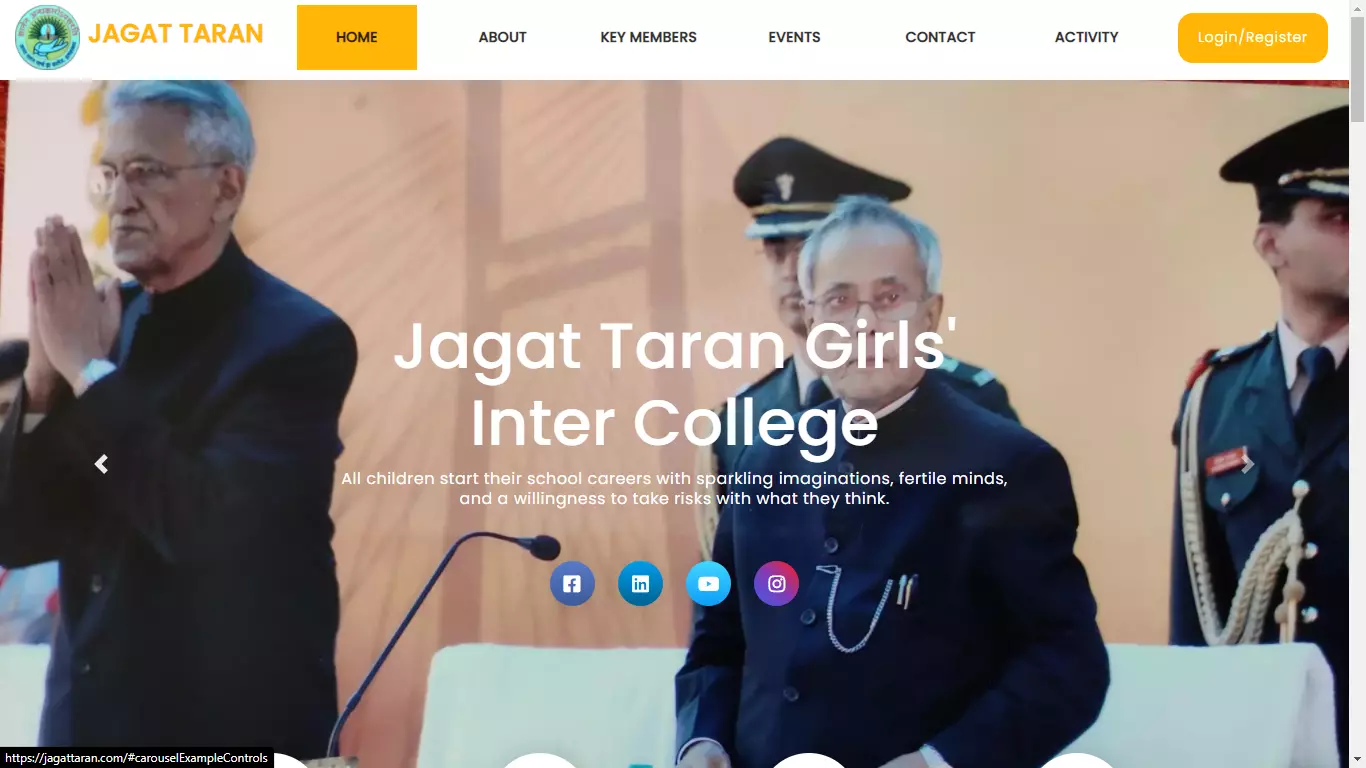 JAGAT TARAN
HOME
ABOUT
KEY MEMBERS
EVENTS
CONTACT
ACTIVITY
Login/Register
Jagat Taran Girls'
Inter College
All children start their school careers with sparkling imaginations, fertile minds,
and a willingness to take risks with what they think.
https://jagattaran.com/#carouselExampleControls